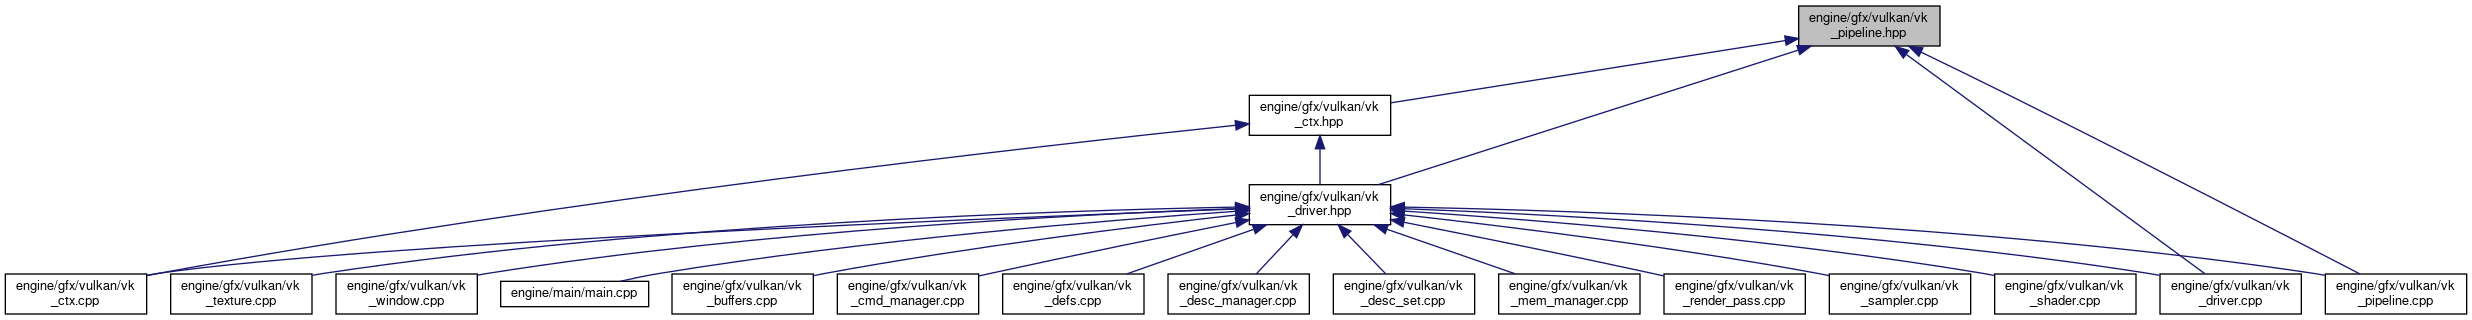 engine/gfx/vulkan/vk
_pipeline.hpp
engine/gfx/vulkan/vk
_ctx.hpp
engine/gfx/vulkan/vk
_driver.hpp
engine/gfx/vulkan/vk
_ctx.cpp
engine/gfx/vulkan/vk
_texture.cpp
engine/gfx/vulkan/vk
_window.cpp
engine/main/main.cpp
engine/gfx/vulkan/vk
_buffers.cpp
engine/gfx/vulkan/vk
_cmd_manager.cpp
engine/gfx/vulkan/vk
_defs.cpp
engine/gfx/vulkan/vk
_desc_manager.cpp
engine/gfx/vulkan/vk
_desc_set.cpp
engine/gfx/vulkan/vk
_mem_manager.cpp
engine/gfx/vulkan/vk
_render_pass.cpp
engine/gfx/vulkan/vk
_sampler.cpp
engine/gfx/vulkan/vk
_shader.cpp
engine/gfx/vulkan/vk
_driver.cpp
engine/gfx/vulkan/vk
_pipeline.cpp